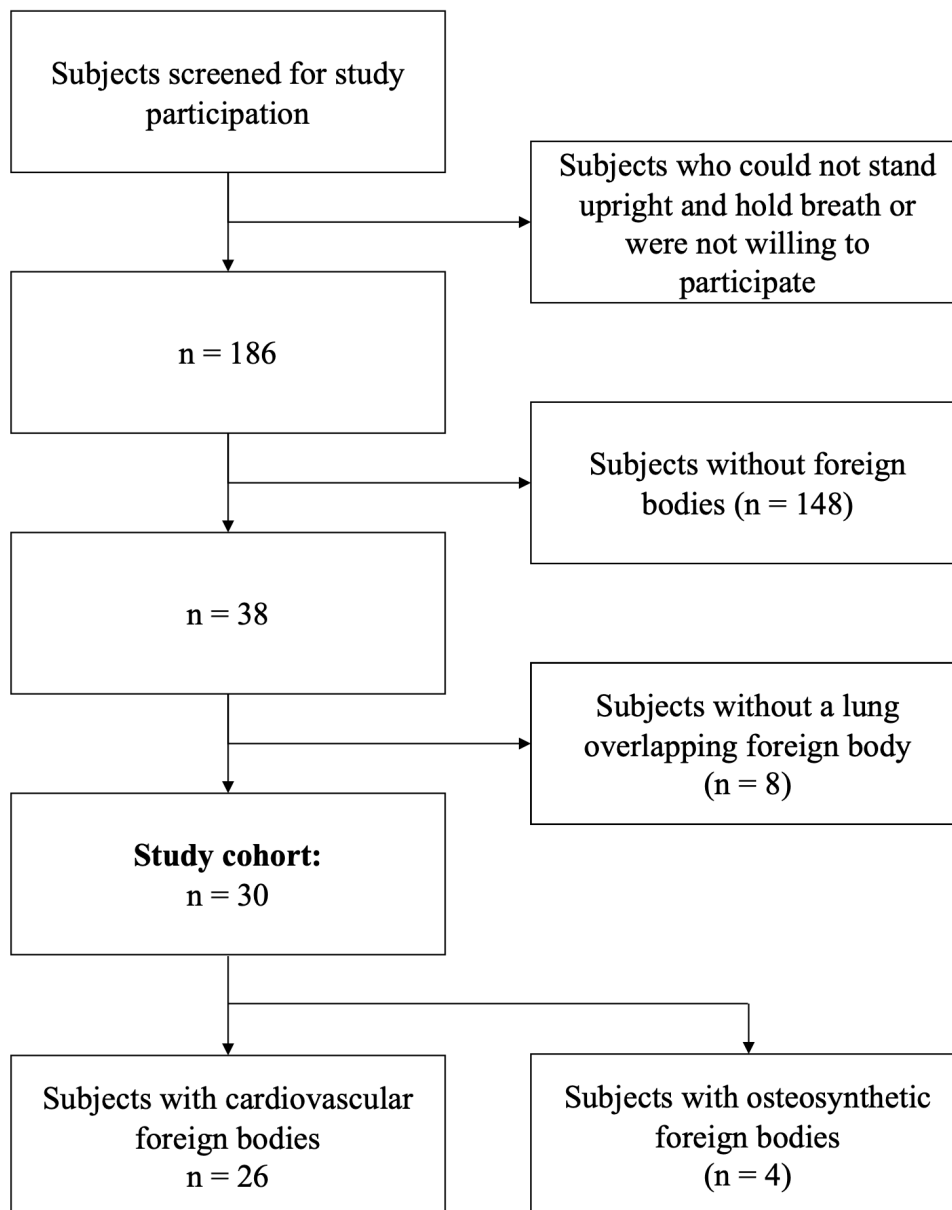 Subjects screened for study
participation
Subjects who could not stand
upright and hold breath or
were not willing to
participate
n = 186
Subjects without foreign
bodies (n = 148)
n = 38
Subjects without a lung
overlapping foreign body
(n = 8)
Study cohort:
n = 30
Subjects with cardiovascular
foreign bodies
n = 26
Subjects with osteosynthetic
foreign bodies
(n = 4)